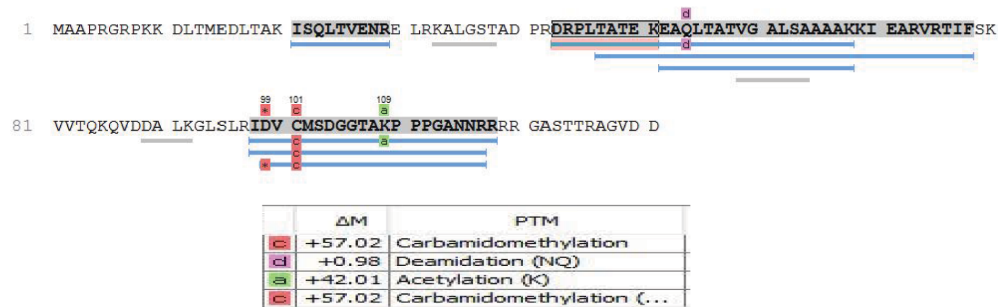 d
1 MAAPRGRPKK DLTMEDLTAK ISQLTVENRE LRKALGSTAD PRDRPLTATE KEAQLTATVG ALSAAAAKKI EARVRTIFSK
d
99 101 109
* c a
81 VVTQKQVDDA LKGLSLRIDV CMSDGGTAKP PPGANNRRRR GASTTRAGVD D
c a
c
* c
ΔM PTM
c +57.02 Carbamidomethylation
d +0.98 Deamidation (NQ)
a +42.01 Acetylation (K)
c +57.02 Carbamidomethylation (...